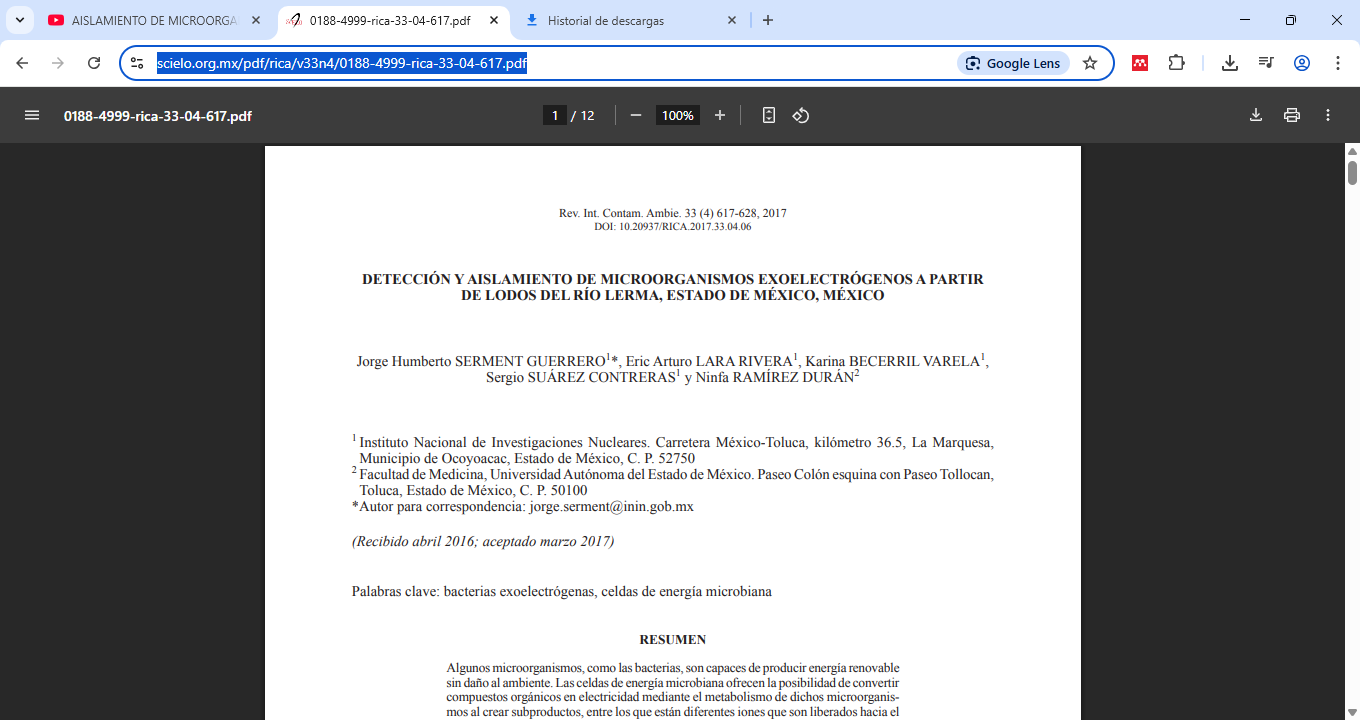 AISLAMIENTO DE MICROORGA
0188-4999-rica-33-04-617.pdf
Historial de descargas
scielo.org.mx/pdf/rica/v33n4/0188-4999-rica-33-04-617.pdf
Google Lens
0188-4999-rica-33-04-617.pdf
1 / 12
100%
Rev. Int. Contam. Ambie. 33 (4) 617-628, 2017
DOI: 10.20937/RICA.2017.33.04.06
DETECCIÓN Y AISLAMIENTO DE MICROORGANISMOS EXOELECTRÓGENOS A PARTIR
DE LODOS DEL RÍO LERMA, ESTADO DE MÉXICO, MÉXICO
Jorge Humberto SERMENT GUERRERO1*, Eric Arturo LARA RIVERA1, Karina BECERRIL VARELA1,
Sergio SUÁREZ CONTRERAS1 y Ninfa RAMÍREZ DURÁN2
1 Instituto Nacional de Investigaciones Nucleares. Carretera México-Toluca, kilómetro 36.5, La Marquesa,
Municipio de Ocoyoacac, Estado de México, C. P. 52750
2 Facultad de Medicina, Universidad Autónoma del Estado de México. Paseo Colón esquina con Paseo Tollocan,
Toluca, Estado de México, C. P. 50100
*Autor para correspondencia: jorge.serment@inin.gob.mx
(Recibido abril 2016; aceptado marzo 2017)
Palabras clave: bacterias exoelectrógenas, celdas de energía microbiana
RESUMEN
Algunos microorganismos, como las bacterias, son capaces de producir energía renovable
sin daño al ambiente. Las celdas de energía microbiana ofrecen la posibilidad de convertir
compuestos orgánicos en electricidad mediante el metabolismo de dichos microorganis-
mos al crear subproductos, entre los que están diferentes iones que son liberados hacia el